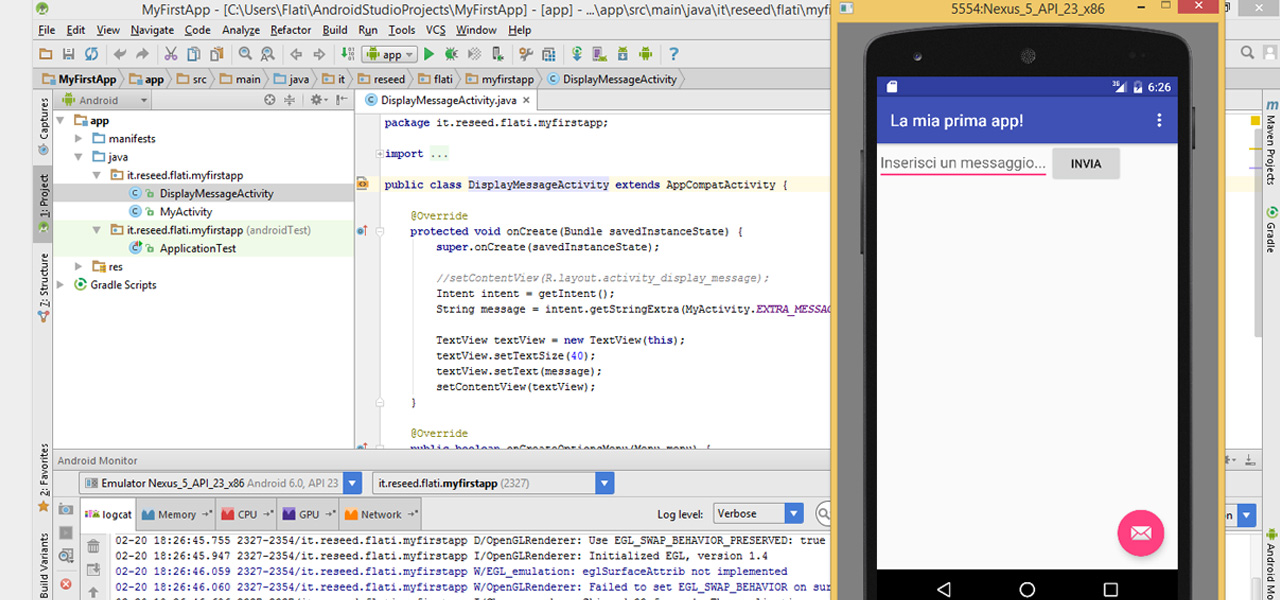 MyFirstApp - [C:\Users\Flati\AndroidStudioProjects\MyFirstApp] - [app] - ...\app\src\main\java\it\reseed\flati\myfi
File Edit View Navigate Code Analyze Refactor Build Run Tools VCS Window Help
app
MyFirstApp app src main java it reseed flati myfirstapp DisplayMessageActivity
Captures
1: Project
7: Structure
2: Favorites
Build Variants
Android
app
manifests
java
it.reseed.flati.myfirstapp
DisplayMessageActivity
MyActivity
it.reseed.flati.myfirstapp (androidTest)
ApplicationTest
res
Gradle Scripts
DisplayMessageActivity.java
package it.reseed.flati.myfirstapp;
import ...
public class DisplayMessageActivity extends AppCompatActivity {
@Override
protected void onCreate(Bundle savedInstanceState) {
super.onCreate(savedInstanceState);
//setContentView(R.layout.activity_display_message);
Intent intent = getIntent();
String message = intent.getStringExtra(MyActivity.EXTRA_MESSA
TextView textView = new TextView(this);
textView.setTextSize(40);
textView.setText(message);
setContentView(textView);
}
@Override
public boolean onCreateOptionsMenu(Menu menu) {
Android Monitor
Emulator Nexus_5_API_23_x86 Android 6.0, API 23
it.reseed.flati.myfirstapp (2327)
logcat Memory CPU GPU Network
Log level: Verbose
02-20 18:26:45.755 2327-2354/it.reseed.flati.myfirstapp D/OpenGLRenderer: Use EGL_SWAP_BEHAVIOR_PRESERVED: true
02-20 18:26:45.947 2327-2354/it.reseed.flati.myfirstapp I/OpenGLRenderer: Initialized EGL, version 1.4
02-20 18:26:46.059 2327-2354/it.reseed.flati.myfirstapp W/EGL_emulation: eglSurfaceAttrib not implemented
02-20 18:26:46.060 2327-2354/it.reseed.flati.myfirstapp W/OpenGLRenderer: Failed to set EGL_SWAP_BEHAVIOR on sur
5554:Nexus_5_API_23_x86
3G 6:26
La mia prima app!
Inserisci un messaggio... INVIA
m Maven Projects
Gradle
Android Mo